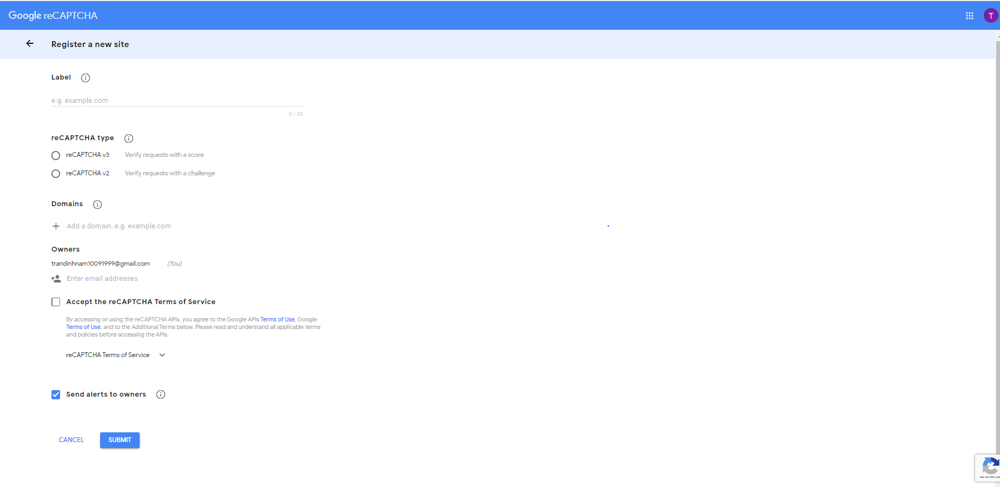 Google reCAPTCHA
T
Register a new site
Label
e.g. example.com
0 / 50
reCAPTCHA type
reCAPTCHA v3 Verify requests with a score
reCAPTCHA v2 Verify requests with a challenge
Domains
Add a domain, e.g. example.com
Owners
trandinhnam10091999@gmail.com (You)
Enter email addresses
Accept the reCAPTCHA Terms of Service
By accessing or using the reCAPTCHA APIs, you agree to the Google APIs Terms of Use, Google
Terms of Use, and to the Additional Terms below. Please read and understand all applicable terms
and policies before accessing the APIs.
reCAPTCHA Terms of Service
Send alerts to owners
CANCEL SUBMIT